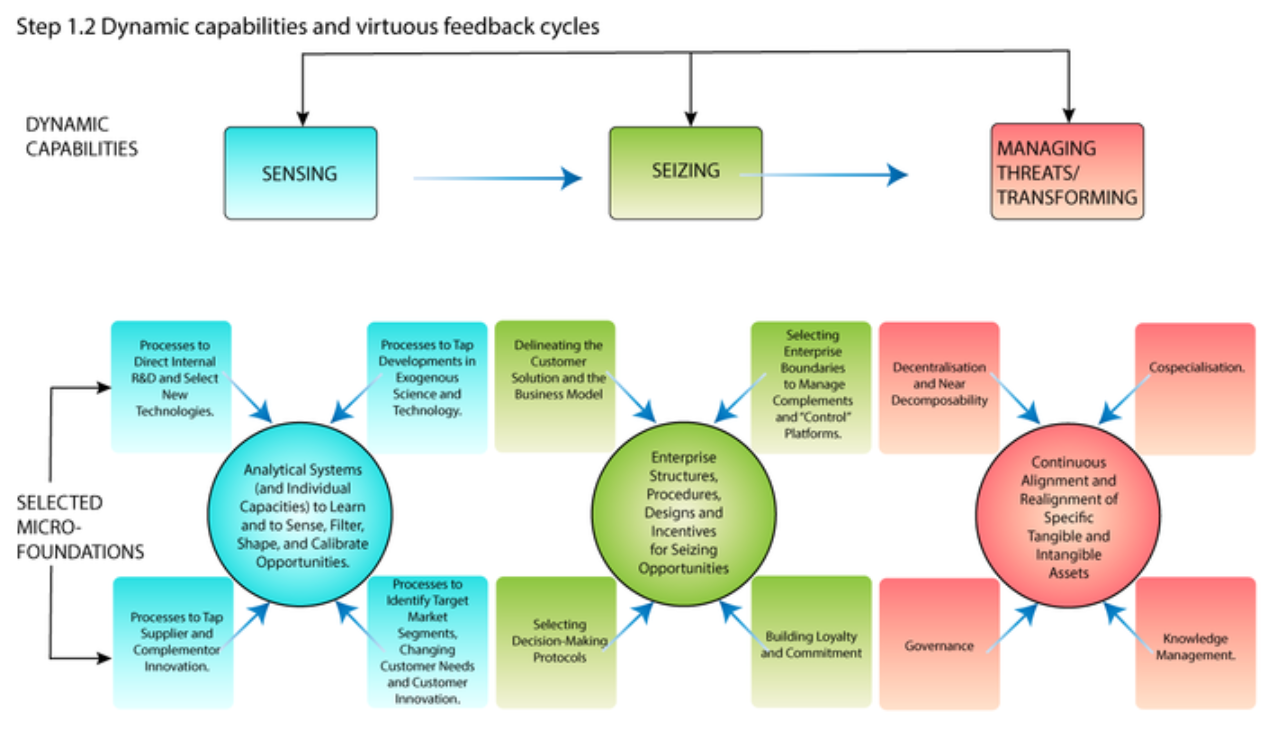 Step 1.2 Dynamic capabilities and virtuous feedback cycles
DYNAMIC
CAPABILITIES
SENSING
SEIZING
MANAGING
THREATS/
TRANSFORMING
SELECTED
MICRO-
FOUNDATIONS
Processes to
Direct Internal
R&D and Select
New
Technologies.
Processes to Tap
Developments in
Exogenous
Science and
Technology.
Analytical Systems
(and Individual
Capacities) to Learn
and to Sense, Filter,
Shape, and Calibrate
Opportunities.
Processes to Tap
Supplier and
Complementor
Innovation.
Processes to
Identify Target
Market
Segments,
Changing
Customer Needs
and Customer
Innovation.
Delineating the
Customer
Solution and the
Business Model
Selecting
Enterprise
Boundaries
to Manage
Complements
and "Control"
Platforms.
Enterprise
Structures,
Procedures,
Designs and
Incentives
for Seizing
Opportunities
Selecting
Decision-Making
Protocols
Building Loyalty
and Commitment
Decentralisation
and Near
Decomposability
Cospecialisation.
Continuous
Alignment and
Realignment of
Specific
Tangible and
Intangible
Assets
Governance
Knowledge
Management.